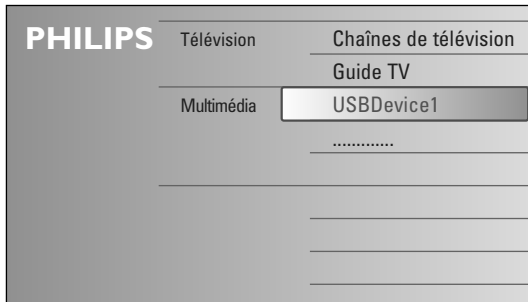 PHILIPS
Télévision
Chaînes de télévision
Guide TV
Multimédia
USBDevice1
.............